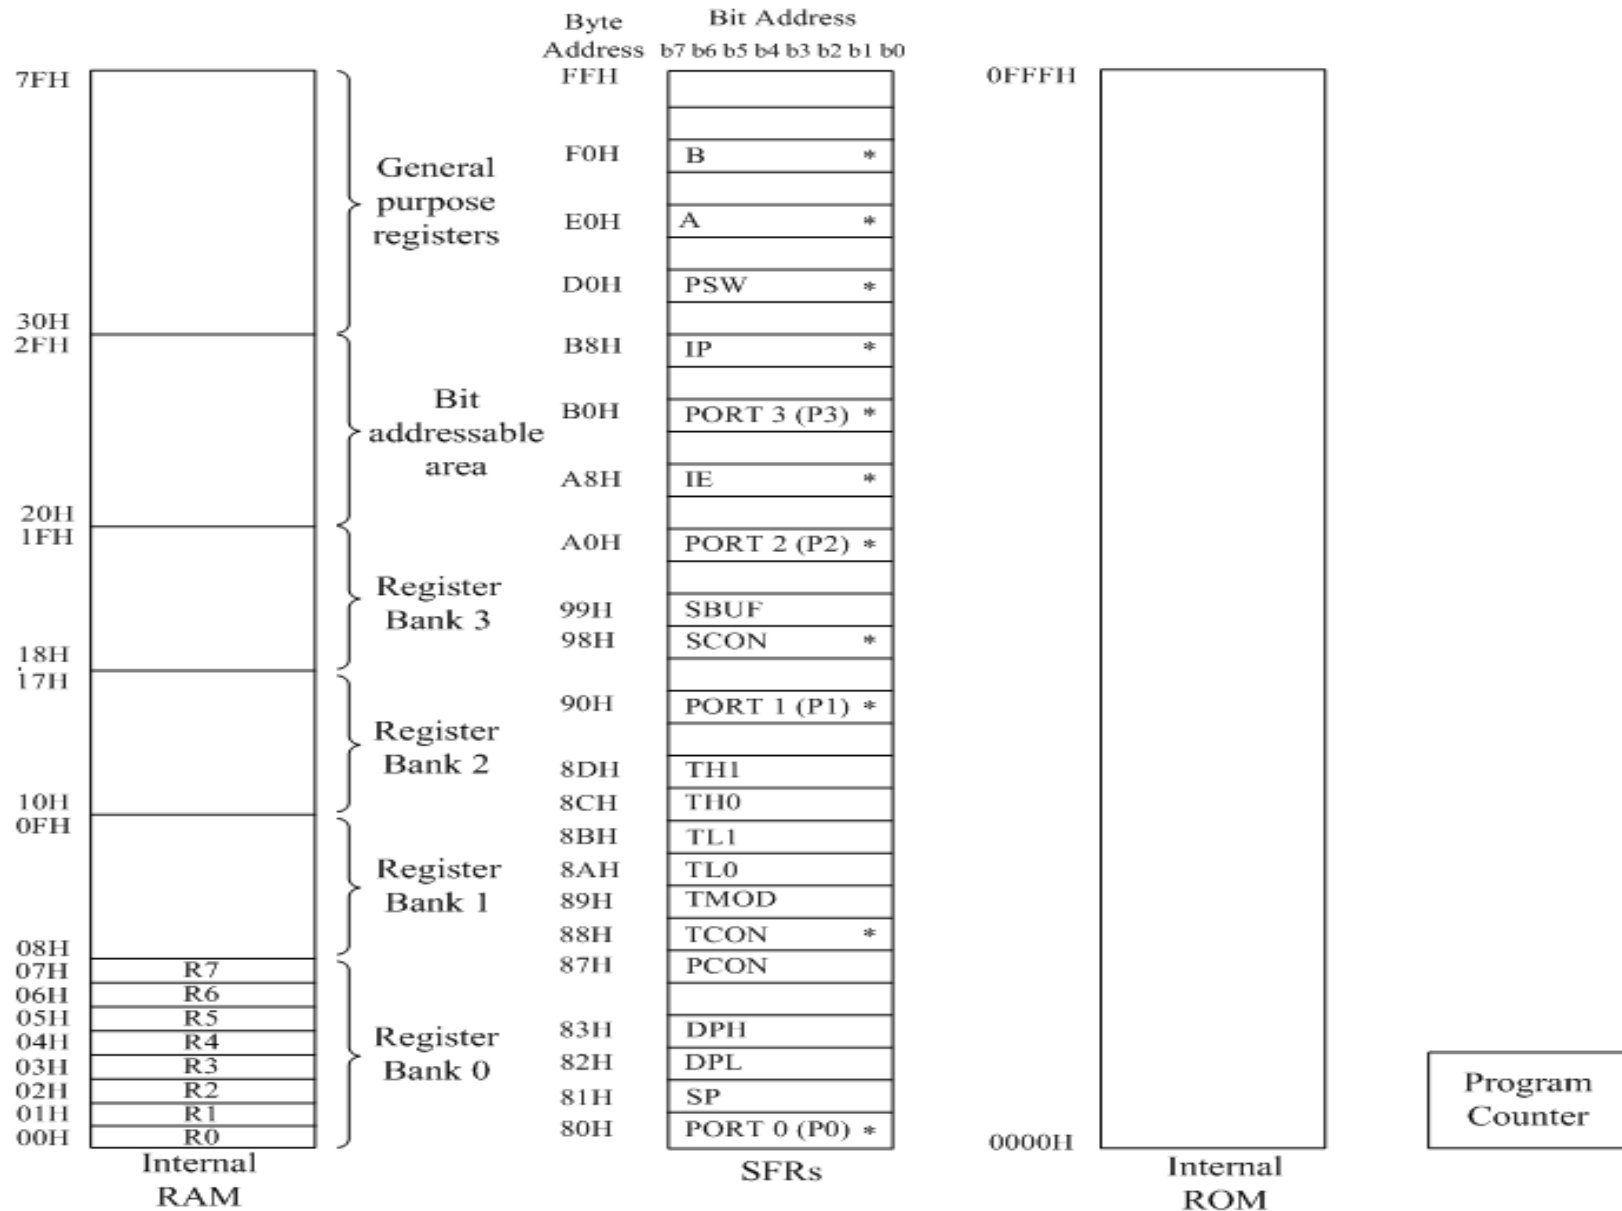 Byte Address
Bit Address
b7 b6 b5 b4 b3 b2 b1 b0
7FH
30H
2FH
20H
1FH
18H
17H
10H
0FH
08H
07H R7
06H R6
05H R5
04H R4
03H R3
02H R2
01H R1
00H R0
Internal
RAM
General
purpose
registers
Bit
addressable
area
Register
Bank 3
Register
Bank 2
Register
Bank 1
Register
Bank 0
FFH
F0H B *
E0H A *
D0H PSW *
B8H IP *
B0H PORT 3 (P3) *
A8H IE *
A0H PORT 2 (P2) *
99H SBUF
98H SCON *
90H PORT 1 (P1) *
8DH TH1
8CH TH0
8BH TL1
8AH TL0
89H TMOD
88H TCON *
87H PCON
83H DPH
82H DPL
81H SP
80H PORT 0 (P0) *
SFRs
0FFFH
0000H
Internal
ROM
Program
Counter